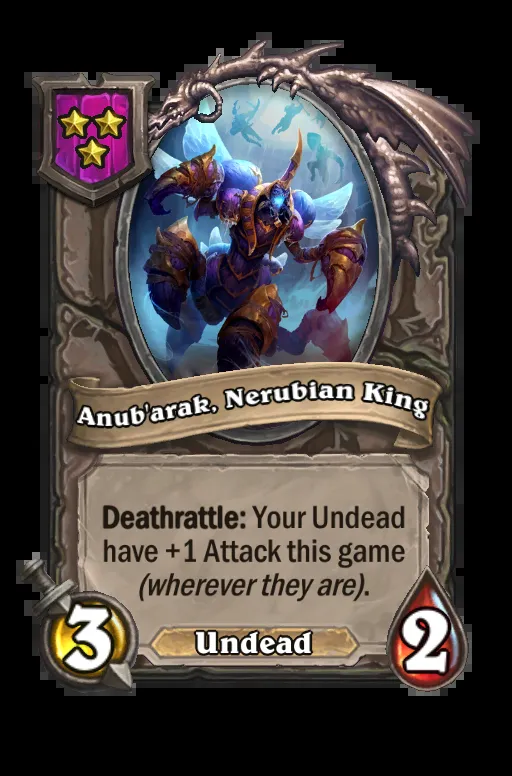 Anub'arak, Nerubian King
Deathrattle: Your Undead
have +1 Attack this game
(wherever they are).
3
Undead
2